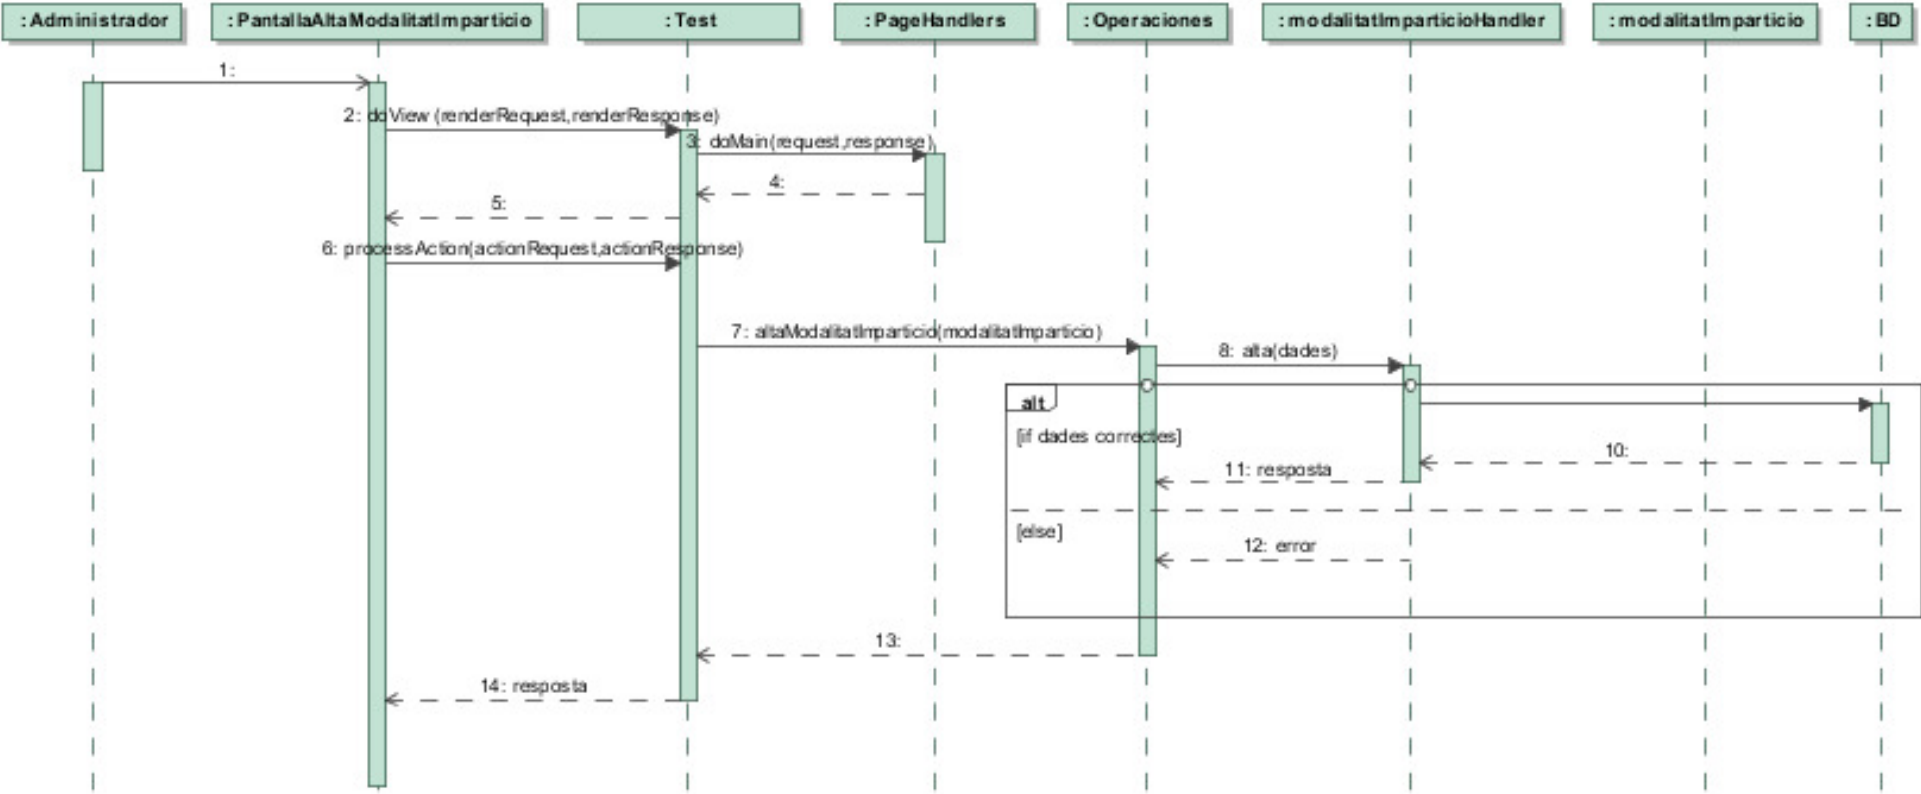 : Administrador
: PantallaAltaModalitatImparticio
: Test
: PageHandlers
: Operaciones
: modalitatImparticioHandler
: modalitatImparticio
: BD
1:
2: doView (renderRequest,renderResponse)
3: doMain(request,response)
4:
5:
6: processAction(actionRequest,actionResponse)
7: altaModalitatImparticio(modalitatImparticio)
8: alta(dades)
alt
[if dades correctes]
10:
11: resposta
[else]
12: error
13:
14: resposta